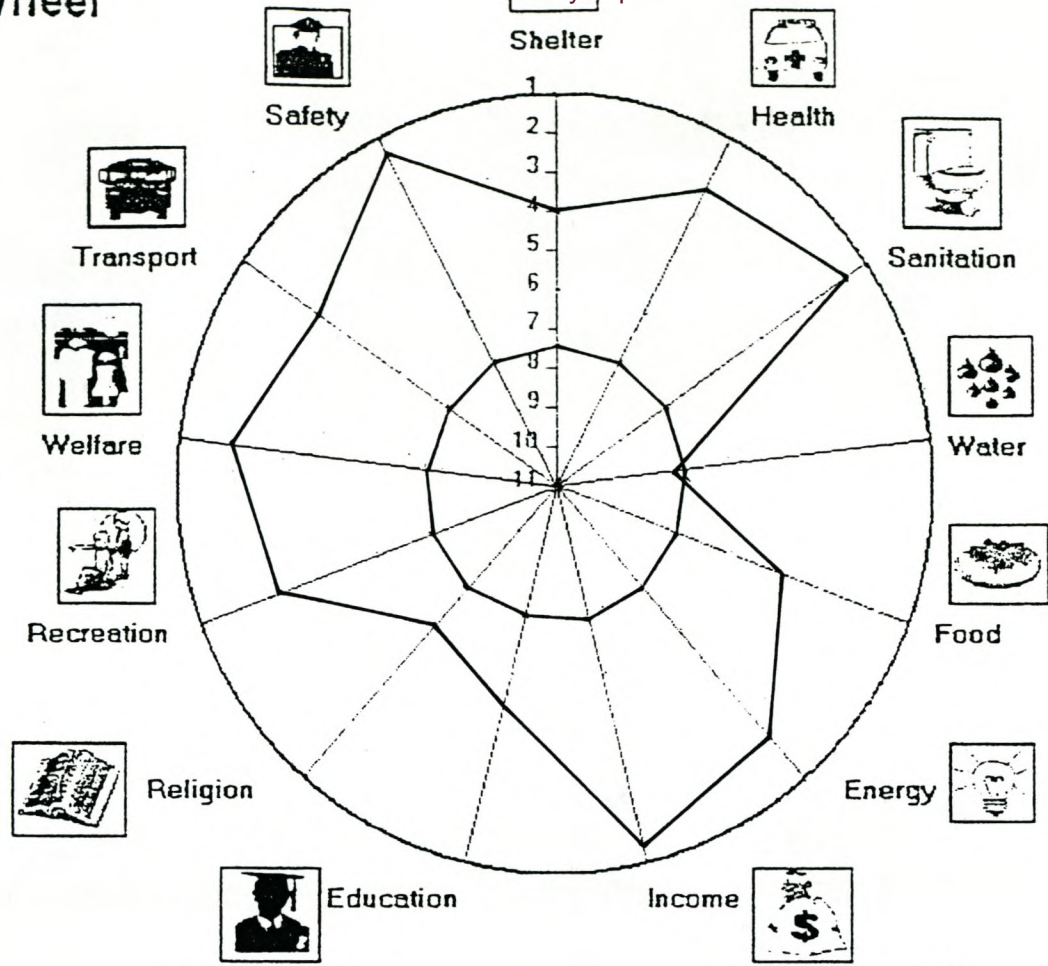 Shelter
Safety
Health
Transport
Sanitation
Welfare
Water
Recreation
Food
Religion
Energy
Education
Income
1
2
3
4
5
6
7
8
9
10
11
$